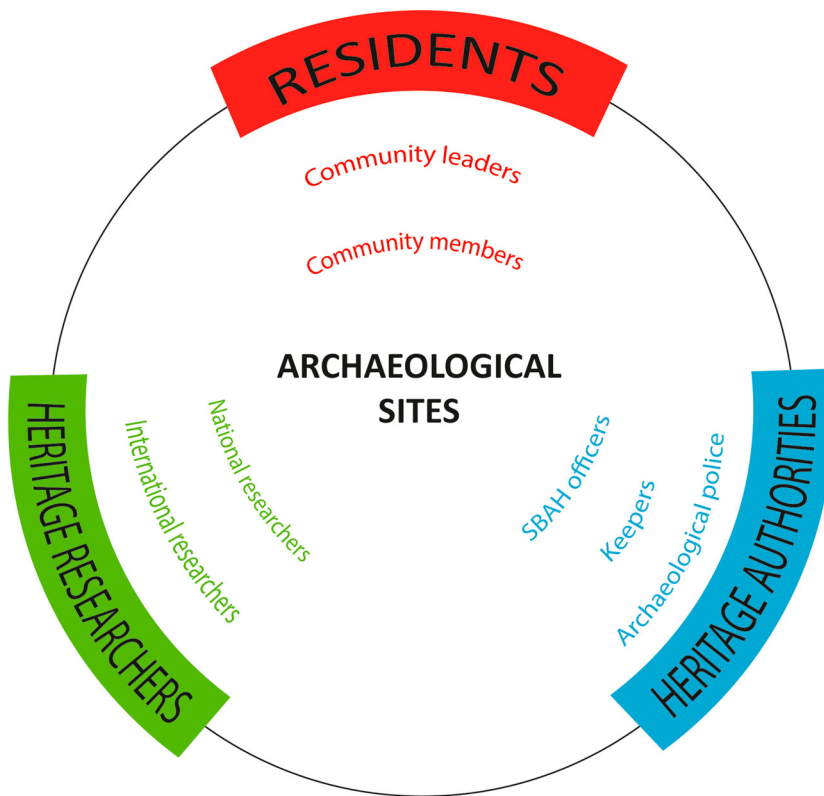 RESIDENTS
Community leaders
Community members
ARCHAEOLOGICAL
SITES
HERITAGE RESEARCHERS
International researchers
National researchers
SBAH officers
Keepers
Archaeological police
HERITAGE AUTHORITIES